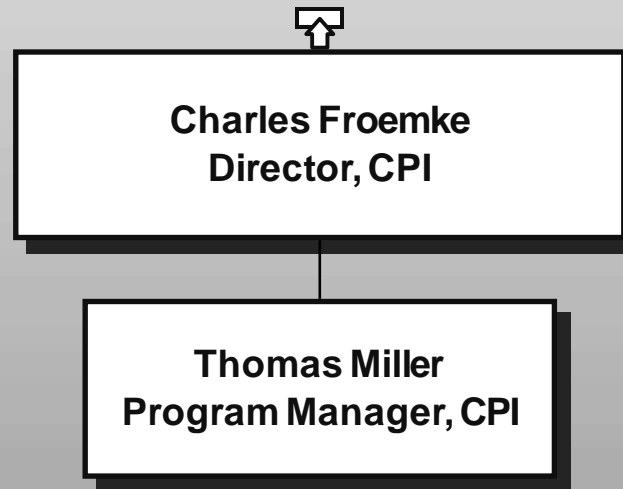 Charles Froemke
Director, CPI
Thomas Miller
Program Manager, CPI